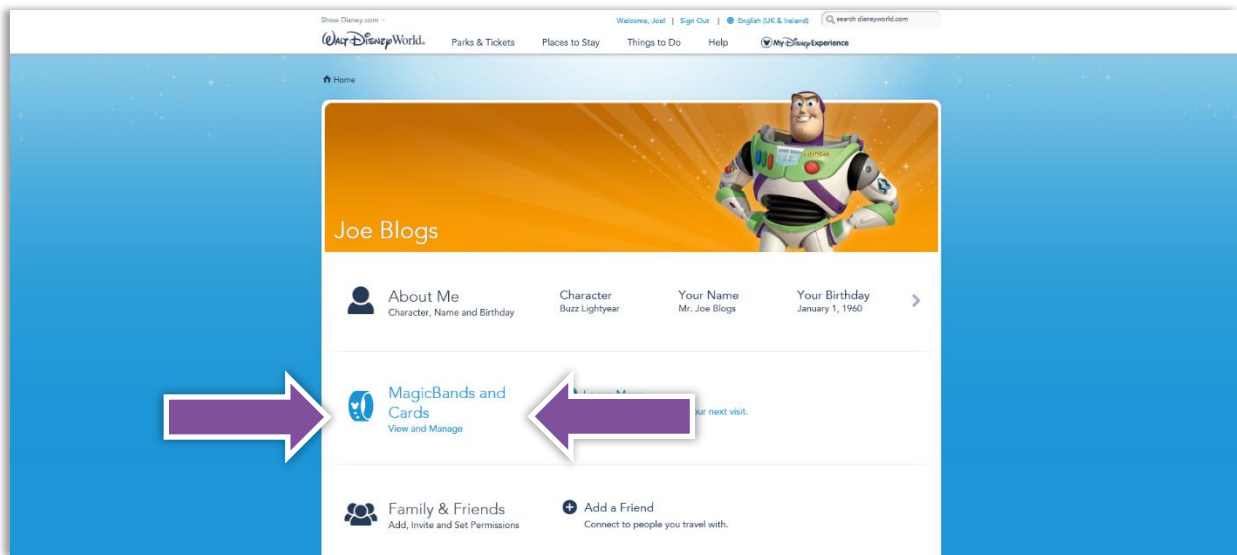 Show Disney.com
Welcome, Joe! | Sign Out | English (UK & Ireland) search disneyworld.com
Walt Disney World. Parks & Tickets Places to Stay Things to Do Help My Disney Experience
Home
Joe Blogs
About Me Character Your Name Your Birthday
Character, Name and Birthday Buzz Lightyear Mr. Joe Blogs January 1, 1960
MagicBands and
Cards
our next visit.
View and Manage
Family & Friends Add a Friend
Add, Invite and Set Permissions Connect to people you travel with.